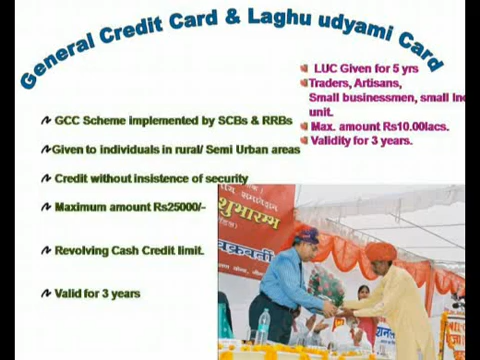 General Credit Card & Laghu udyami Card
LUC Given for 5 yrs
Traders, Artisans,
Small businessmen, small Ind
unit.
Max. amount Rs10.00lacs.
Validity for 3 years.
GCC Scheme implemented by SCBs & RRBs
Given to individuals in rural/ Semi Urban areas
Credit without insistence of security
Maximum amount Rs25000/-
Revolving Cash Credit limit.
Valid for 3 years
शुभारम्भ